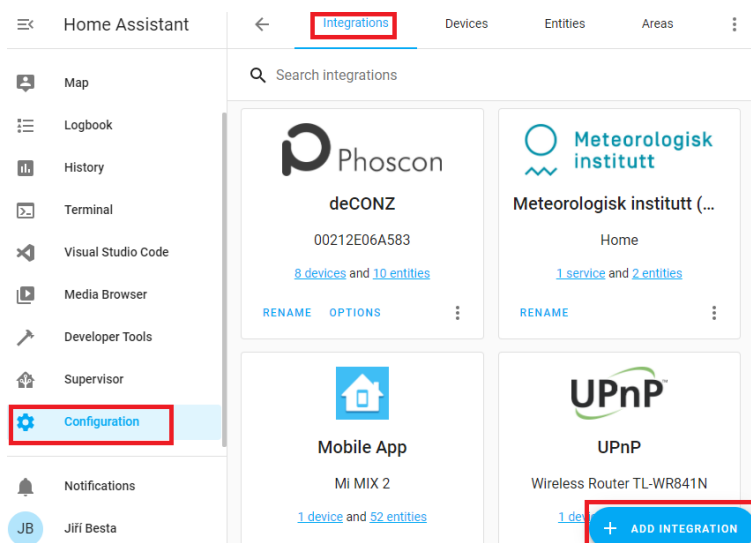 Home Assistant
Map
Logbook
History
Terminal
Visual Studio Code
Media Browser
Developer Tools
Supervisor
Configuration
Notifications
JB Jiří Besta
Integrations Devices Entities Areas
Search integrations
Phoscon
deCONZ
00212E06A583
8 devices and 10 entities
RENAME OPTIONS
Meteorologisk
institutt
Meteorologisk institutt (...
Home
1 service and 2 entities
RENAME
Mobile App
Mi MIX 2
1 device and 52 entities
UPnP
UPnP
Wireless Router TL-WR841N
1 dev
ADD INTEGRATION